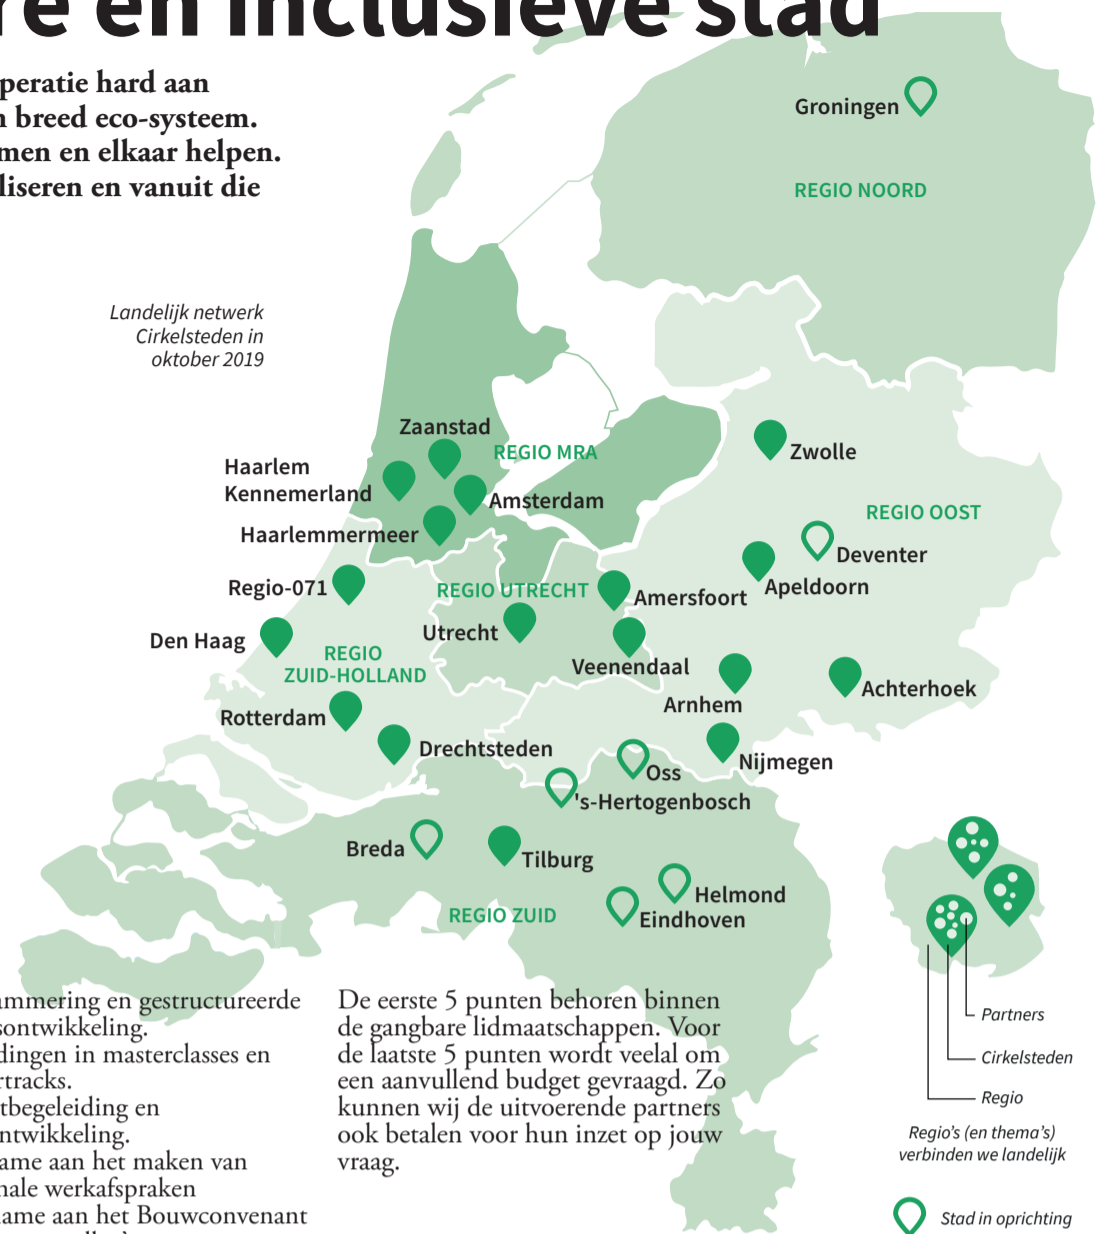 re en inclusieve stad
peratie hard aan
n breed eco-systeem.
men en elkaar helpen.
liseren en vanuit die
Landelijk netwerk
Cirkelsteden in
oktober 2019
Groningen
REGIO NOORD
Zaanstad
REGIO MRA
Haarlem
Kennemerland
Amsterdam
Haarlemmermeer
Zwolle
REGIO OOST
Deventer
Apeldoorn
Regio-071
REGIO UTRECHT
Amersfoort
Den Haag
Utrecht
REGIO
ZUID-HOLLAND
Veenendaal
Arnhem
Achterhoek
Rotterdam
Drechtsteden
Nijmegen
Oss
's-Hertogenbosch
Breda
Tilburg
Helmond
Eindhoven
REGIO ZUID
ammering en gestructureerde
sontwikkeling.
dingen in masterclasses en
rtracks.
tbegeleiding en
ntwikkeling.
ame aan het maken van
nale werkafspraken
ame aan het Bouwconvenant
De eerste 5 punten behoren binnen
de gangbare lidmaatschappen. Voor
de laatste 5 punten wordt veelal om
een aanvullend budget gevraagd. Zo
kunnen wij de uitvoerende partners
ook betalen voor hun inzet op jouw
vraag.
Partners
Cirkelsteden
Regio
Regio's (en thema's)
verbinden we landelijk
Stad in oprichting